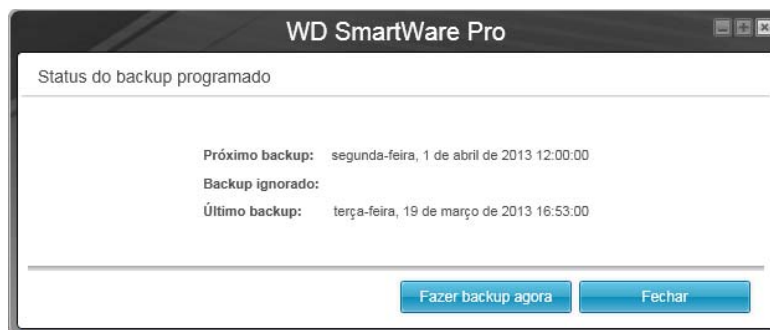 WD SmartWare Pro
Status do backup programado
Próximo backup: segunda-feira, 1 de abril de 2013 12:00:00
Backup ignorado:
Último backup: terça-feira, 19 de março de 2013 16:53:00
Fazer backup agora Fechar